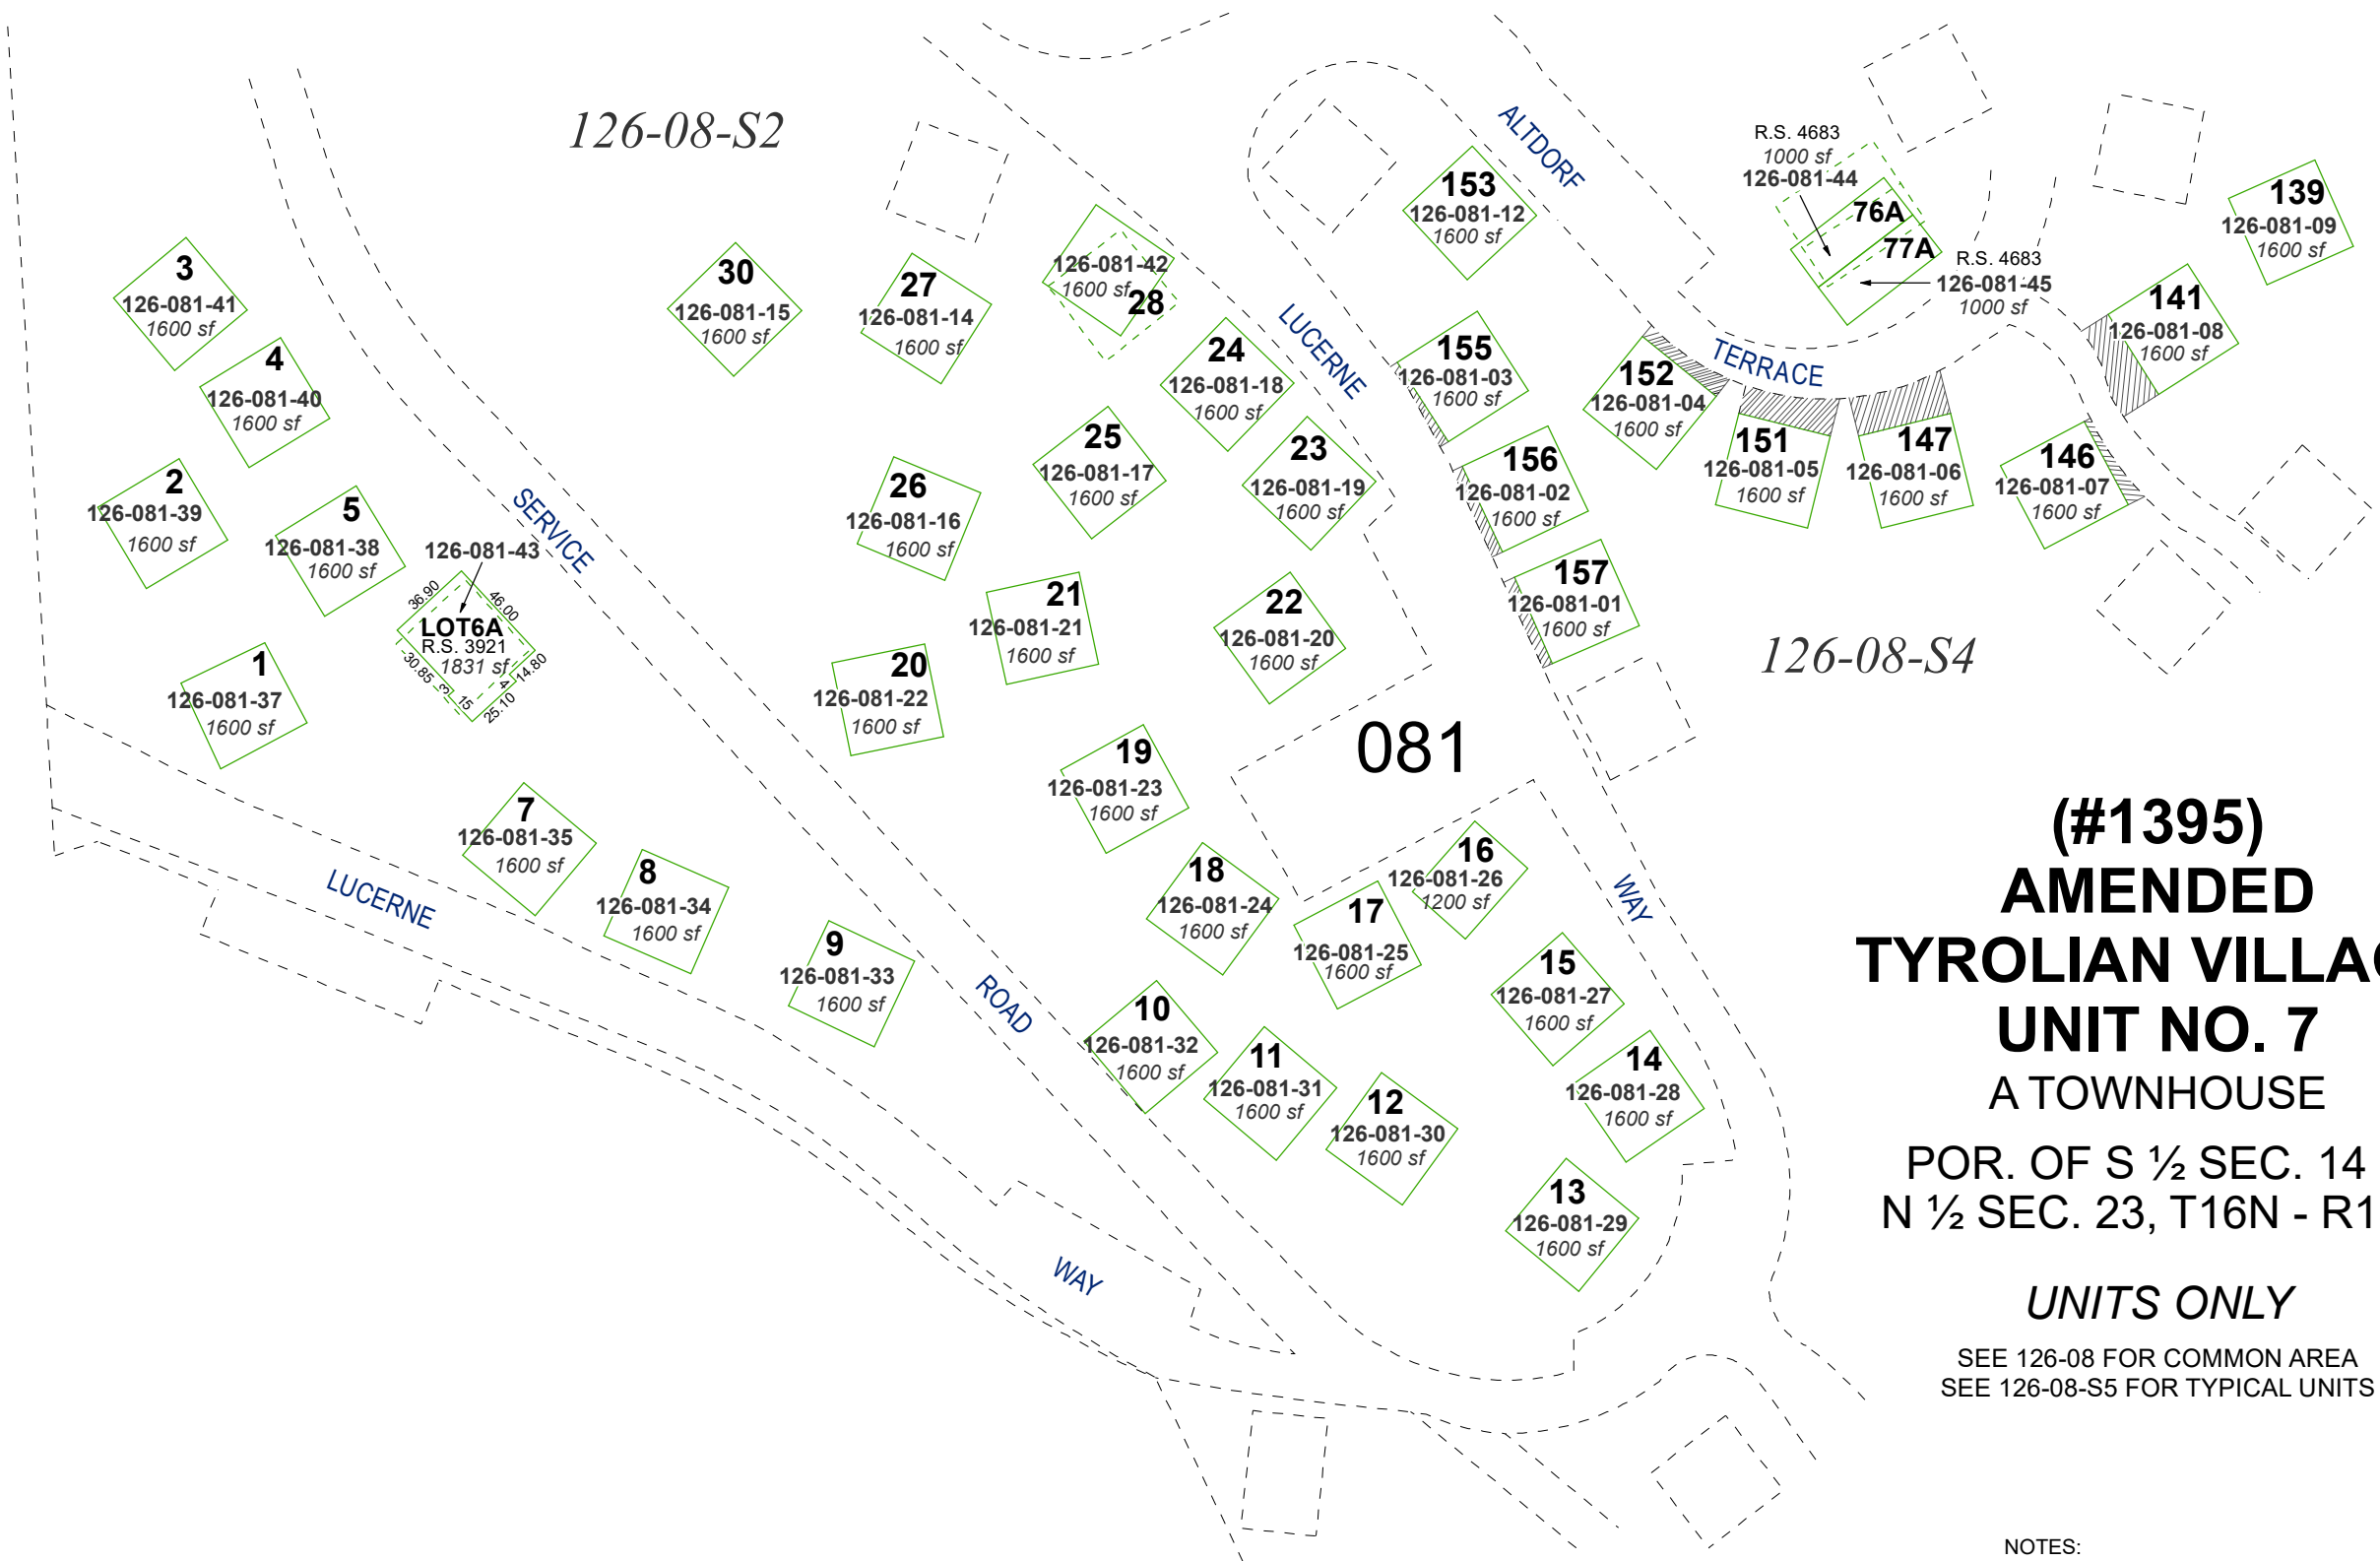 126-08-S2
ALTDORF
R.S. 4683
1000 sf
126-081-44
76A
77A
R.S. 4683
126-081-45
1000 sf
153
126-081-12
1600 sf
139
126-081-09
1600 sf
3
126-081-41
1600 sf
30
126-081-15
1600 sf
27
126-081-14
1600 sf
126-081-42
1600 sf
28
LUCERNE
141
126-081-08
1600 sf
4
126-081-40
1600 sf
24
126-081-18
1600 sf
155
126-081-03
1600 sf
TERRACE
152
126-081-04
1600 sf
151
126-081-05
1600 sf
147
126-081-06
1600 sf
146
126-081-07
1600 sf
2
126-081-39
1600 sf
5
126-081-38
1600 sf
SERVICE
26
126-081-16
1600 sf
25
126-081-17
1600 sf
23
126-081-19
1600 sf
156
126-081-02
1600 sf
126-081-43
36.90
46.00
LOT6A
R.S. 3921
1831 sf
30.85
3
15
25.10
4
14.80
21
126-081-21
1600 sf
22
126-081-20
1600 sf
157
126-081-01
1600 sf
126-08-S4
1
126-081-37
1600 sf
20
126-081-22
1600 sf
081
19
126-081-23
1600 sf
7
126-081-35
1600 sf
8
126-081-34
1600 sf
LUCERNE
9
126-081-33
1600 sf
18
126-081-24
1600 sf
17
126-081-25
1600 sf
16
126-081-26
1200 sf
WAY
15
126-081-27
1600 sf
ROAD
10
126-081-32
1600 sf
11
126-081-31
1600 sf
12
126-081-30
1600 sf
14
126-081-28
1600 sf
13
126-081-29
1600 sf
WAY
(#1395)
AMENDED
TYROLIAN VILLAG
UNIT NO. 7
A TOWNHOUSE
POR. OF S ½ SEC. 14
N ½ SEC. 23, T16N - R1
UNITS ONLY
SEE 126-08 FOR COMMON AREA
SEE 126-08-S5 FOR TYPICAL UNITS
NOTES: